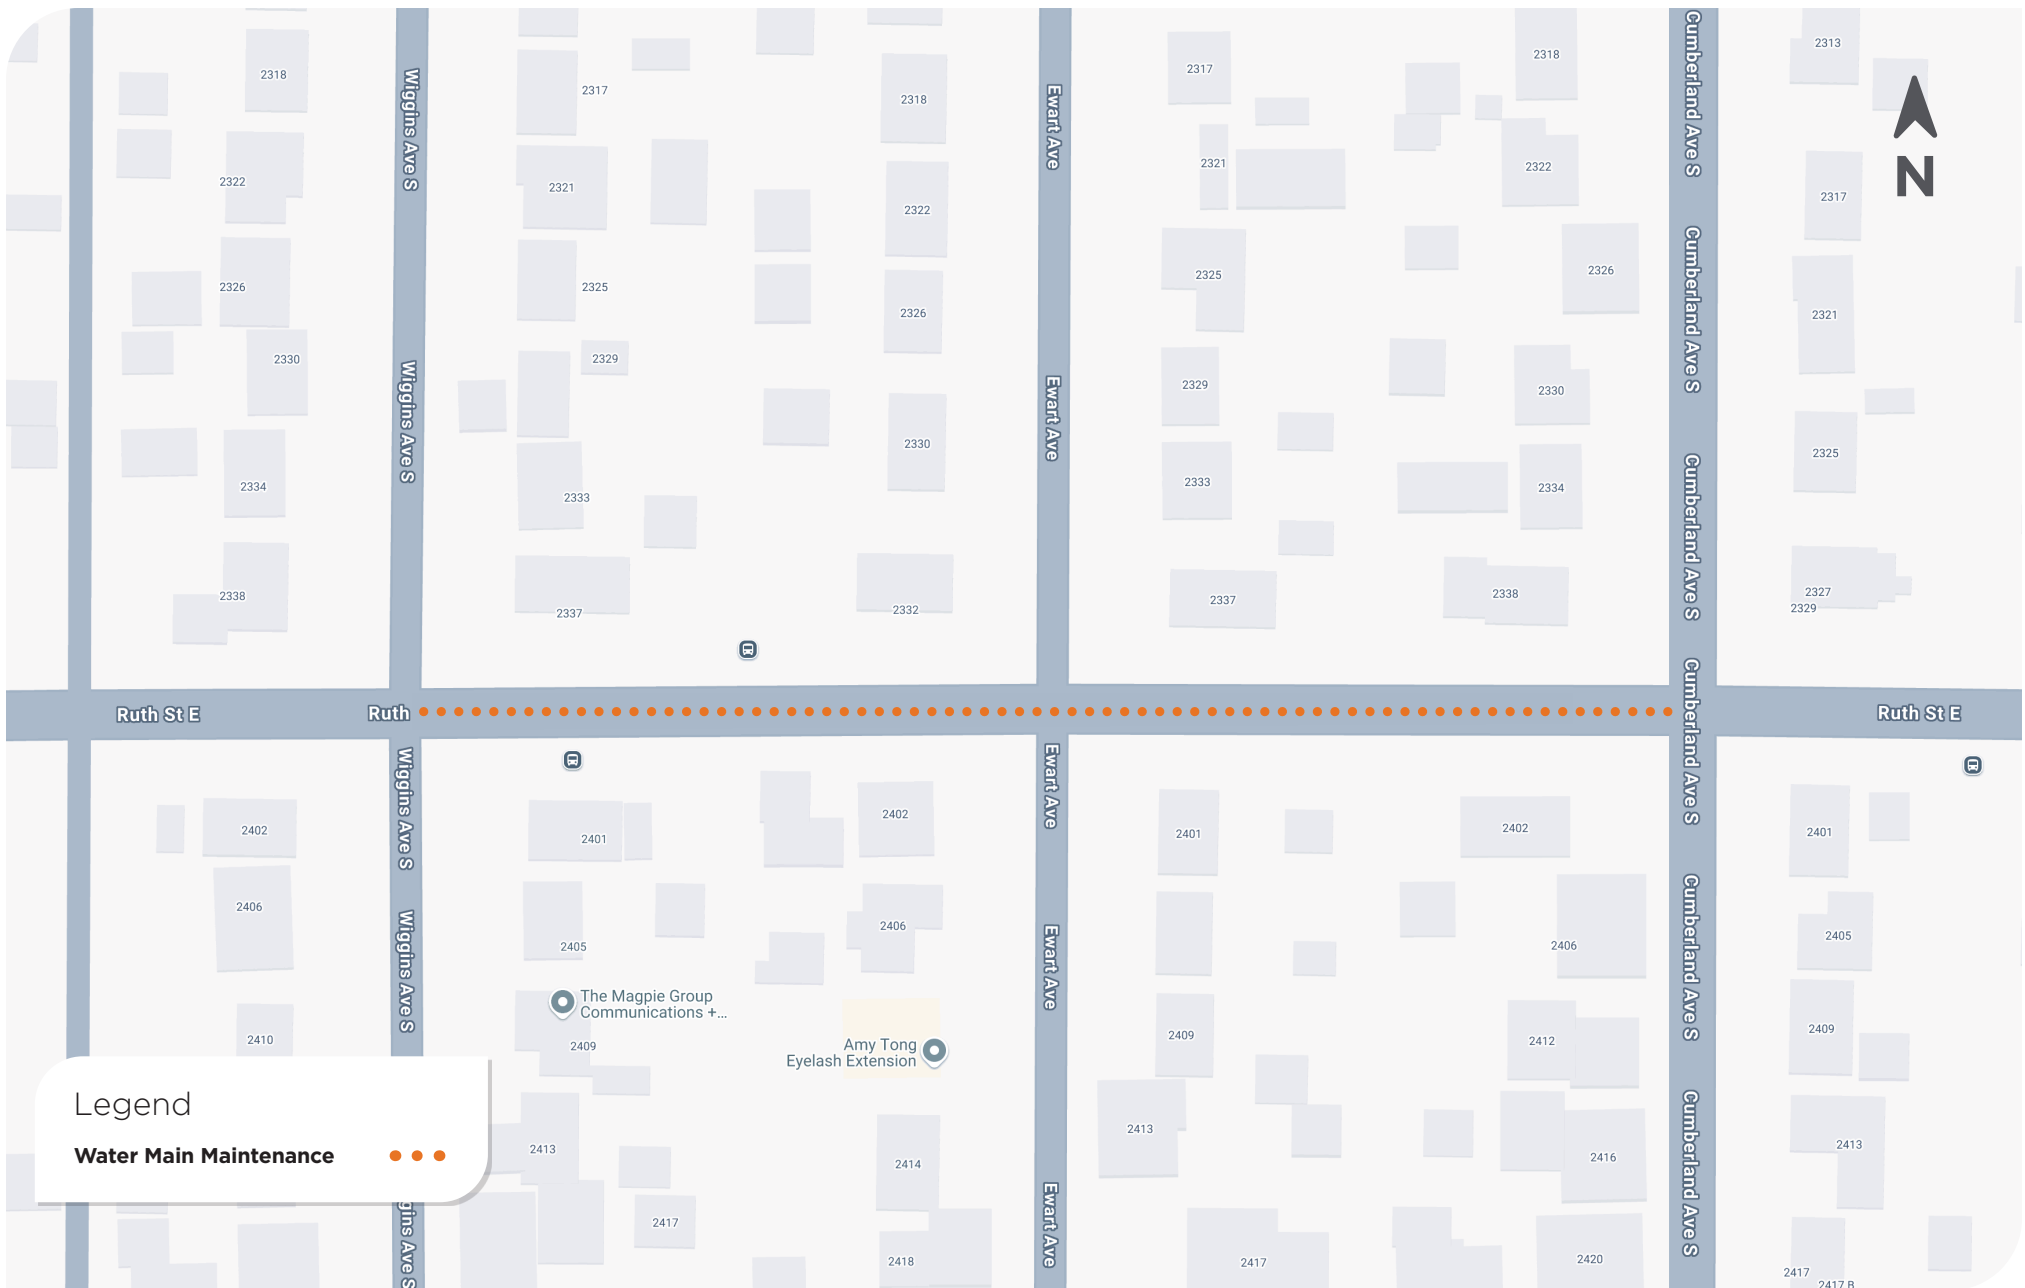 2318
2322
2326
2330
2334
2338
Wiggins Ave S
Wiggins Ave S
2317
2321
2325
2329
2333
2337
2318
2322
2326
2330
2332
Ewart Ave
Ewart Ave
2317
2321
2325
2329
2333
2337
2318
2322
2326
2330
2334
2338
Cumberland Ave S
Cumberland Ave S
Cumberland Ave S
Cumberland Ave S
2313
2317
2321
2325
2327
2329
N
Ruth St E
Ruth
Ruth St E
2402
2406
2410
Wiggins Ave S
Wiggins Ave S
gins Ave S
2401
2405
The Magpie Group
Communications +...
2409
2413
2417
2402
2406
Amy Tong
Eyelash Extension
2414
2418
Ewart Ave
Ewart Ave
Ewart Ave
2401
2409
2413
2417
2402
2406
2412
2416
2420
Cumberland Ave S
Cumberland Ave S
2401
2405
2409
2413
2417
2417 B
Legend
Water Main Maintenance